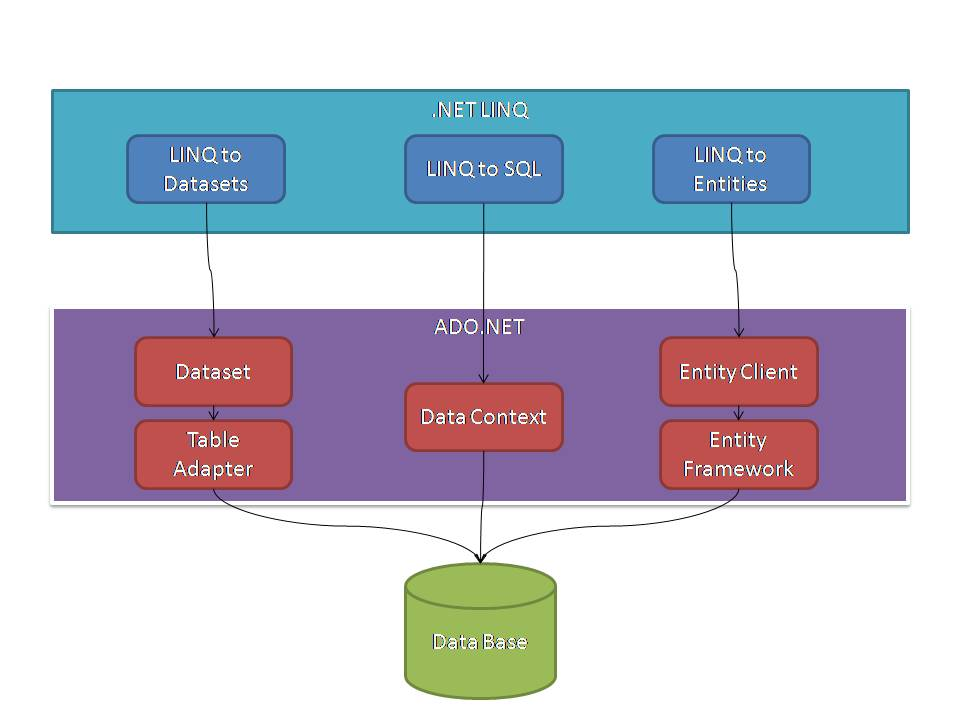 .NET LINQ
LINQ to
Datasets
LINQ to SQL
LINQ to
Entities
ADO.NET
Dataset
Entity Client
Data Context
Table
Adapter
Entity
Framework
Data Base